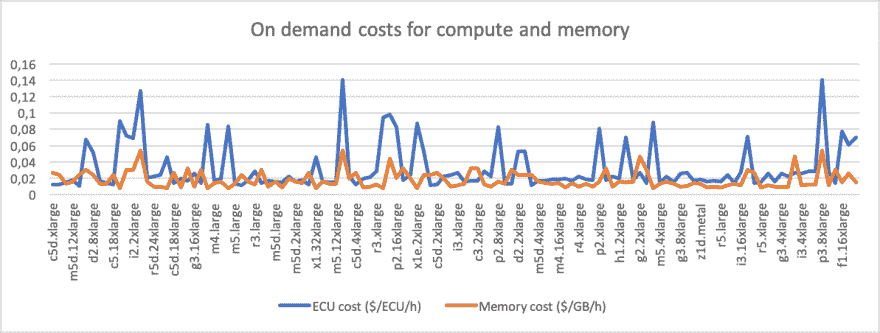 On demand costs for compute and memory
0,16
0,14
0,12
0,1
0,08
0,06
0,04
0,02
0
c5d.xlarge
m5d.12xlarge
d2.8xlarge
c5.18xlarge
i2.2xlarge
r5d.24xlarge
c5d.18xlarge
g3.16xlarge
m4.large
m5.large
r3.large
m5d.large
m5d.2xlarge
x1.32xlarge
m5.12xlarge
c5d.4xlarge
r3.xlarge
p2.16xlarge
x1e.2xlarge
c5d.2xlarge
i3.xlarge
c3.2xlarge
r5d.8xlarge
d2.2xlarge
m5d.4xlarge
m4.16xlarge
r4.xlarge
p2.xlarge
h1.2xlarge
g2.2xlarge
m5.4xlarge
g3.8xlarge
z1d.metal
r5.large
i3.16xlarge
r5.xlarge
g3.4xlarge
i3.4xlarge
p3.8xlarge
f1.16xlarge
ECU cost ($/ECU/h)
Memory cost ($/GB/h)